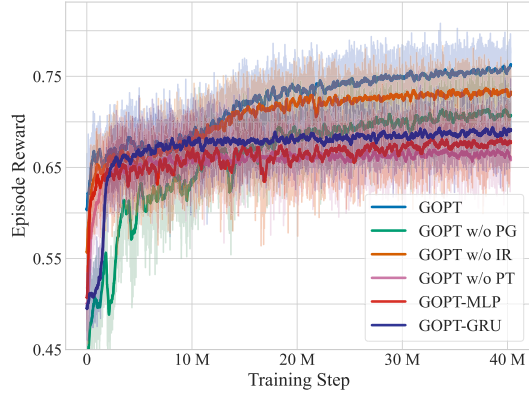 0.75
0.65
0.55
0.45
Episode Reward
GOPT
GOPT w/o PG
GOPT w/o IR
GOPT w/o PT
GOPT-MLP
GOPT-GRU
0 10 M 20 M 30 M 40 M
Training Step